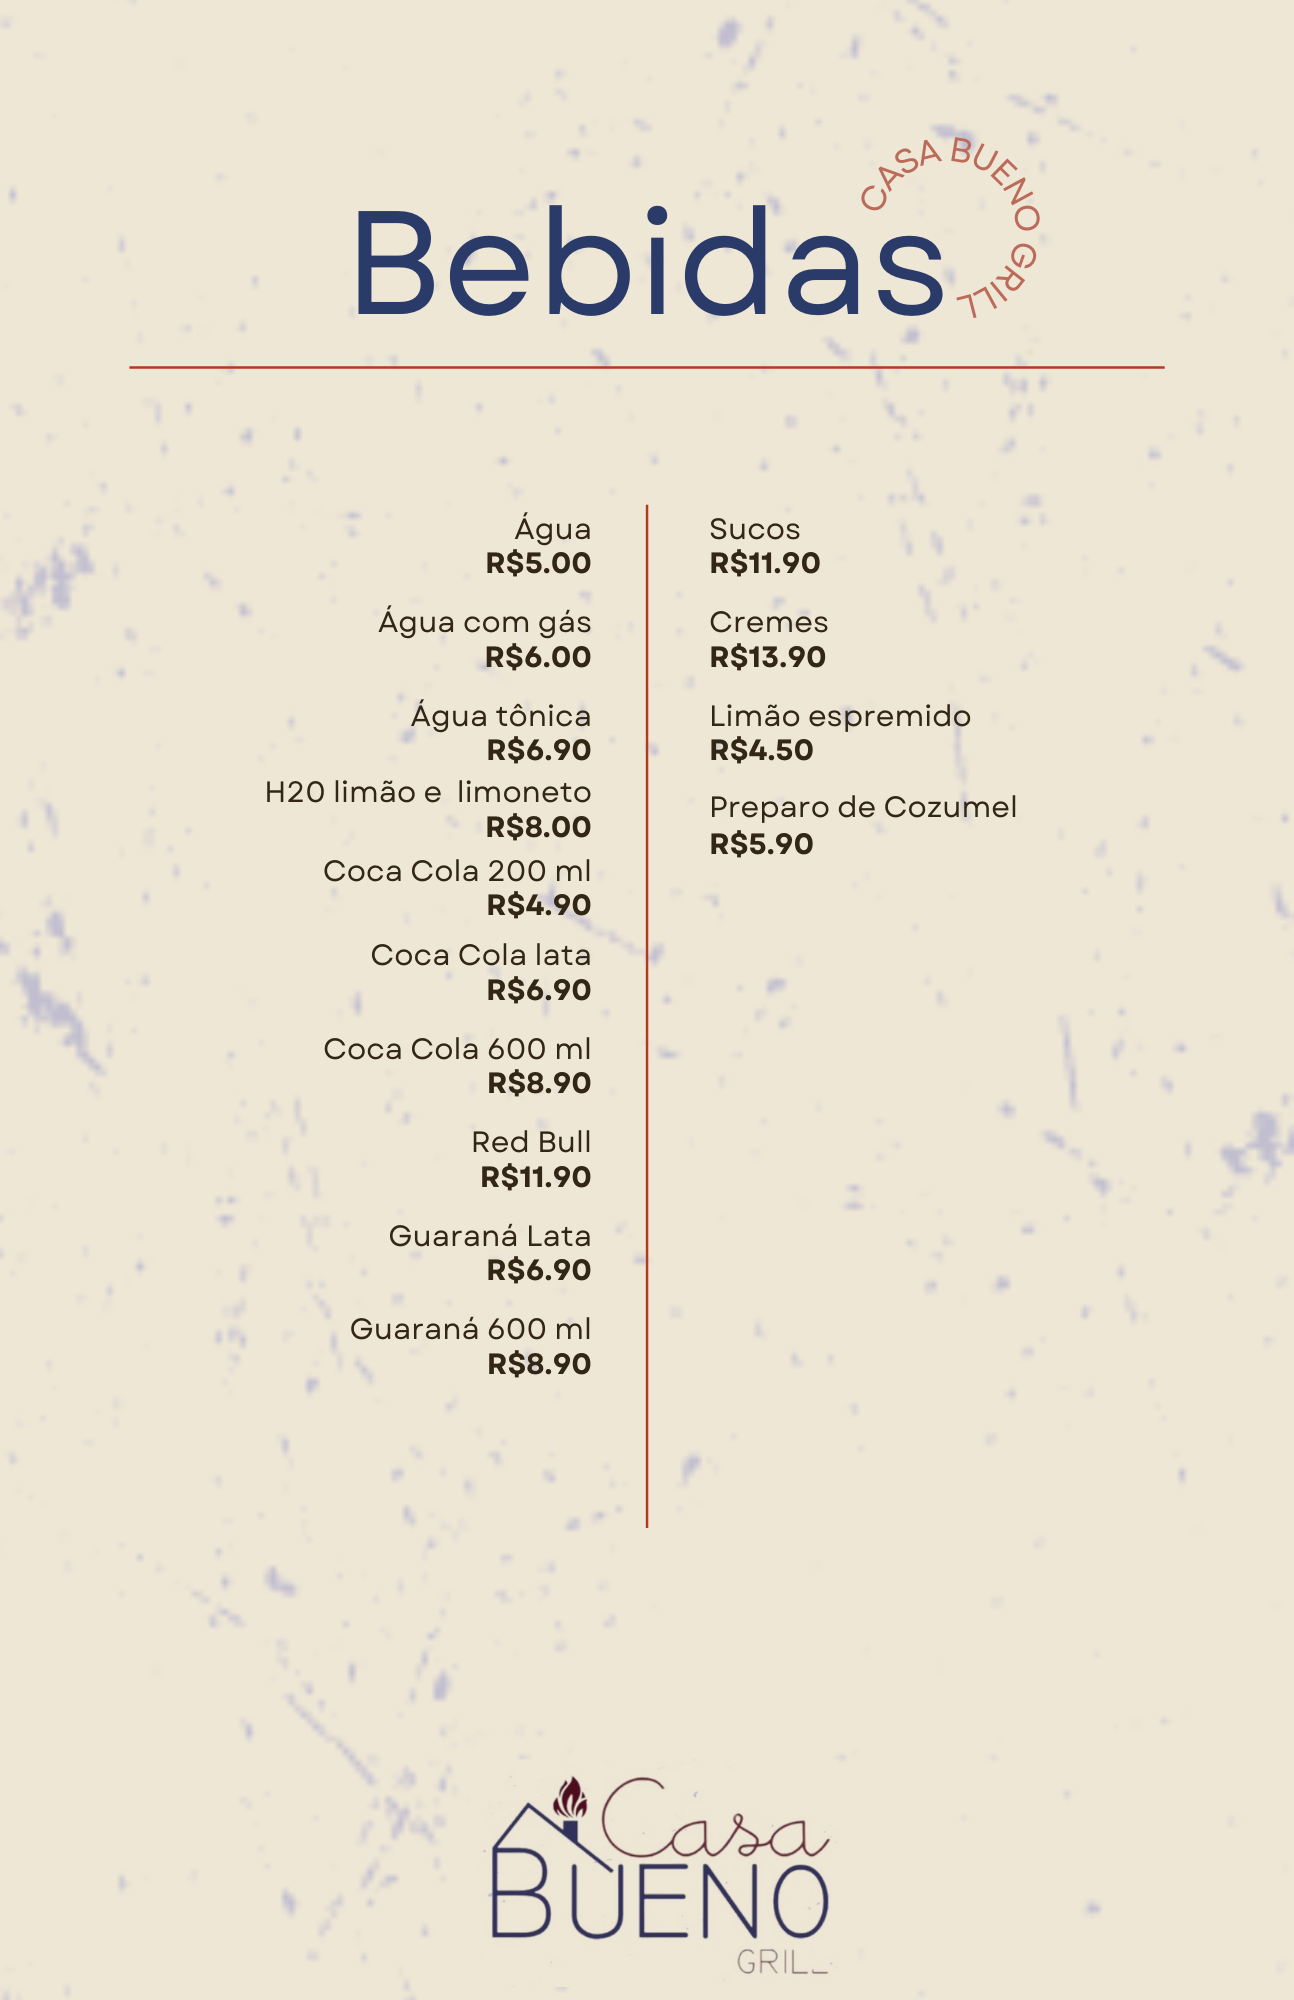 CASA BUENO GRILL
Bebidas
Água
R$5.00
Água com gás
R$6.00
Água tônica
R$6.90
H20 limão e  limoneto
R$8.00
Coca Cola 200 ml
R$4.90
Coca Cola lata
R$6.90
Coca Cola 600 ml
R$8.90
Red Bull
R$11.90
Guaraná Lata
R$6.90
Guaraná 600 ml
R$8.90
Sucos
R$11.90
Cremes
R$13.90
Limão espremido
R$4.50
Preparo de Cozumel
R$5.90
Casa
BUENO
GRILL